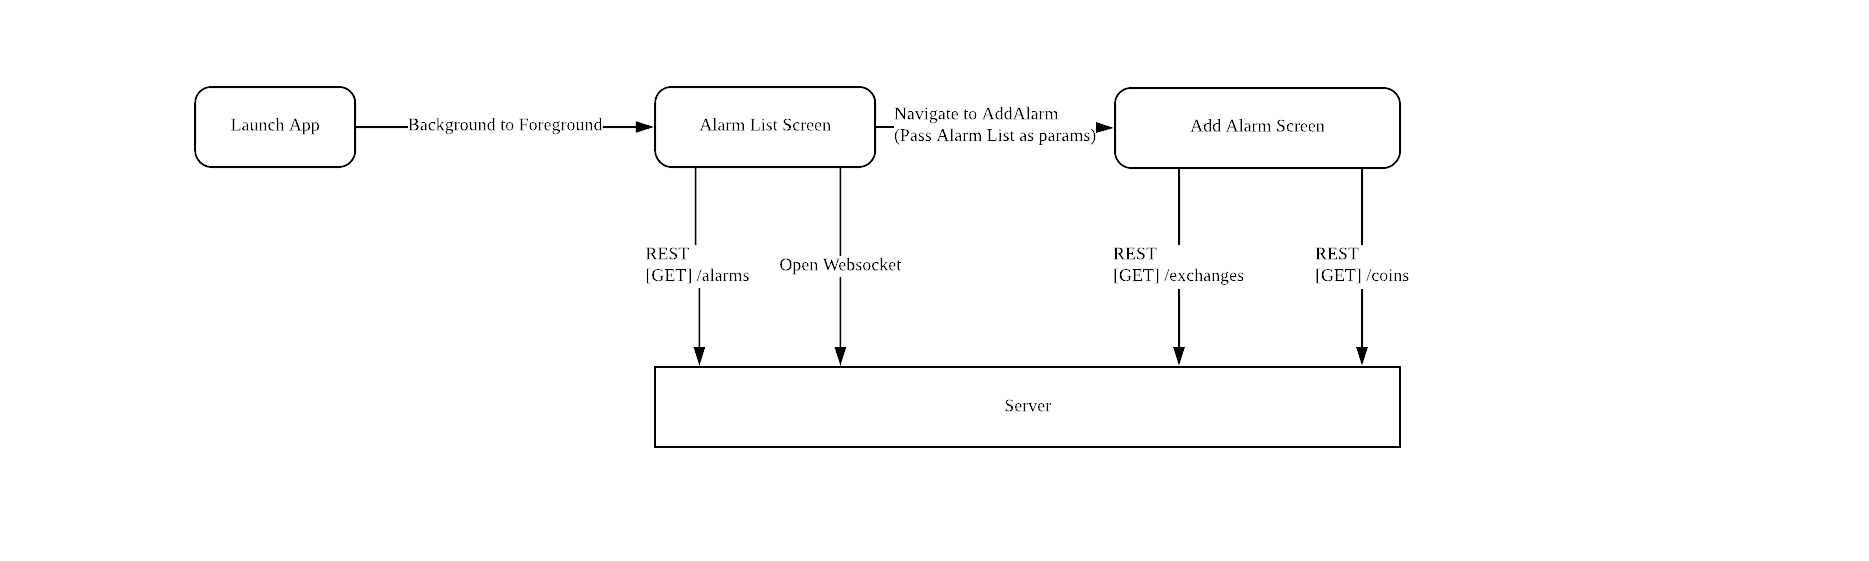 Launch App
Background to Foreground
Alarm List Screen
Navigate to AddAlarm
(Pass Alarm List as params)
Add Alarm Screen
REST
[GET] /alarms
Open Websocket
REST
[GET] /exchanges
REST
[GET] /coins
Server